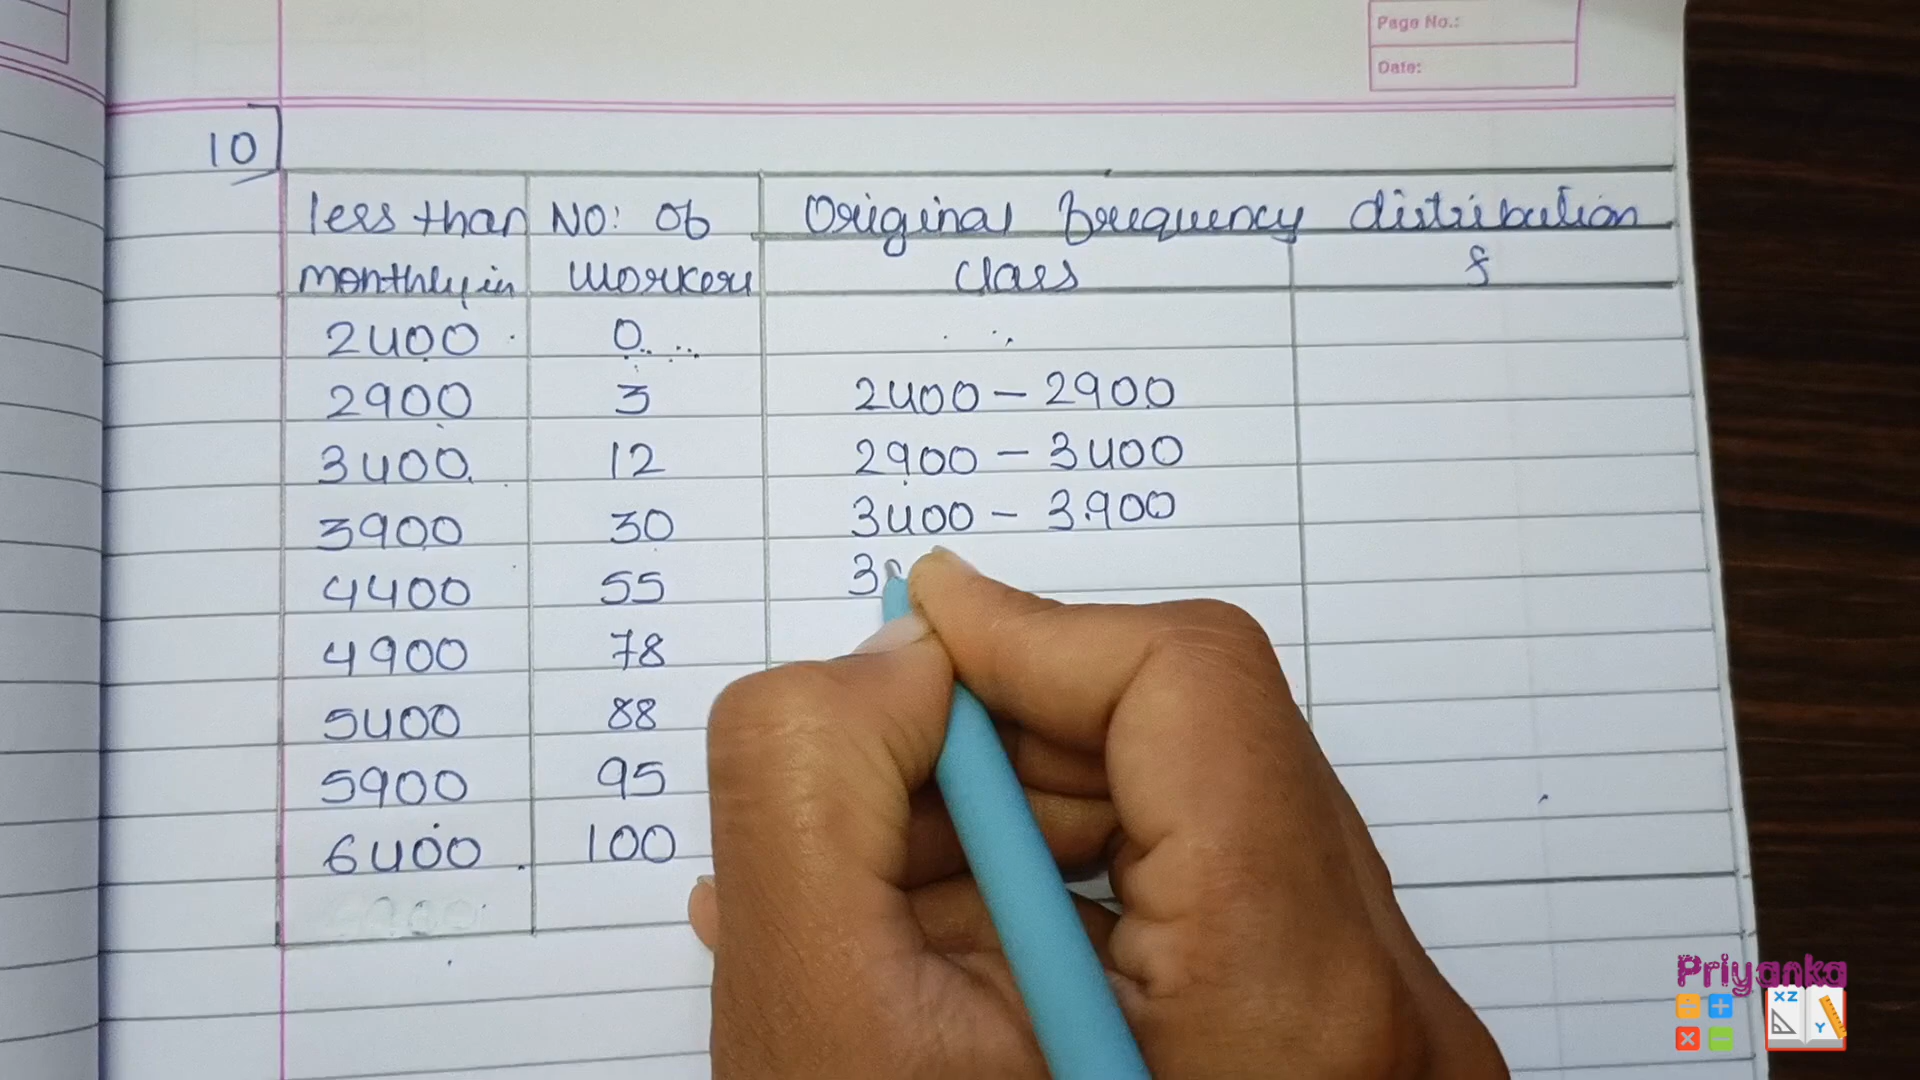 Page No.:
Date:
10
less than No: of Original frequency distribution
monthly in workers class f
2400 0
2900 3 2400 - 2900
3400 12 2900 - 3400
3900 30 3400 - 3900
4400 55 3
4900 78
5400 88
5900 95
6400 100
Priyanka
XZ
Y